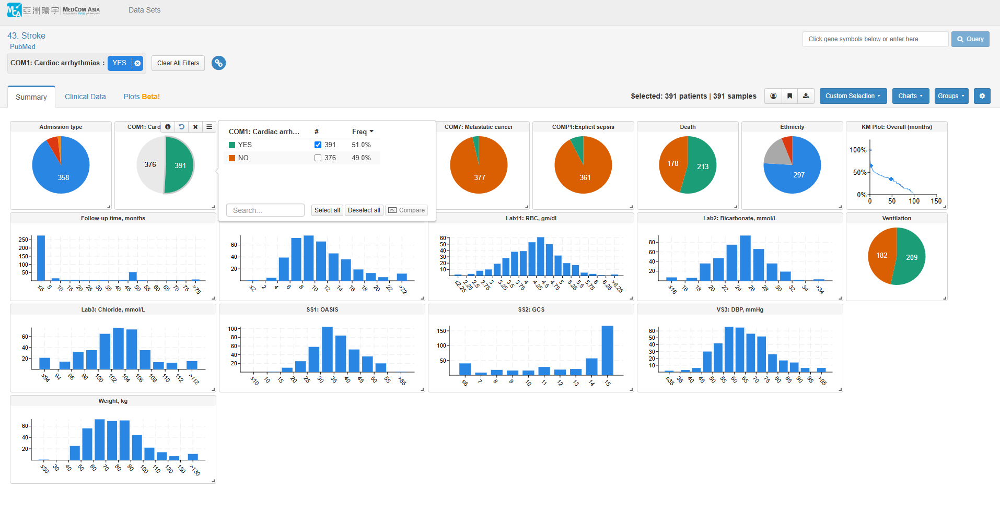 亞洲環宇 MEDCOM ASIA
Data Sets
43. Stroke
PubMed
Click gene symbols below or enter here
Query
COM1: Cardiac arrhythmias : YES
Clear All Filters
Summary
Clinical Data
Plots Beta!
Selected: 391 patients | 391 samples
Custom Selection
Charts
Groups
Admission type
358
COM1: Card
376
391
COM1: Cardiac arrh... # Freq
YES 391 51.0%
NO 376 49.0%
Search...
Select all
Deselect all
VS. Compare
COM7: Metastatic cancer
377
COMP1:Explicit sepsis
361
Death
178
213
Ethnicity
297
KM Plot: Overall (months)
100%
50%
0%
0 50 100 150
Follow-up time, months
250
200
150
100
50
≤5 5 10 15 20 25 30 35 40 45 50 55 60 65 70 75 >75
60
40
20
≤2 2 4 6 8 10 12 14 16 18 20 22 >22
Lab11: RBC, gm/dl
60
50
40
30
20
10
≤2.25 2.25 2.5 2.75 3 3.25 3.5 3.75 4 4.25 4.5 4.75 5 5.25 5.5 5.75 6 6.25 >6.25
Lab2: Bicarbonate, mmol/L
80
60
40
20
≤16 16 18 20 22 24 26 28 30 32 34 >34
Ventilation
182
209
Lab3: Chloride, mmol/L
60
40
20
≤94 94 96 98 100 102 104 106 108 110 112 >112
SS1: OASIS
100
80
60
40
20
≤10 10 15 20 25 30 35 40 45 50 55 >55
SS2: GCS
150
100
50
≤6 7 8 9 10 11 12 13 14 15
VS3: DBP, mmHg
60
50
40
30
20
10
≤35 35 40 45 50 55 60 65 70 75 80 85 90 95 >95
Weight, kg
60
40
20
≤30 30 40 50 60 70 80 90 100 110 120 130 >130